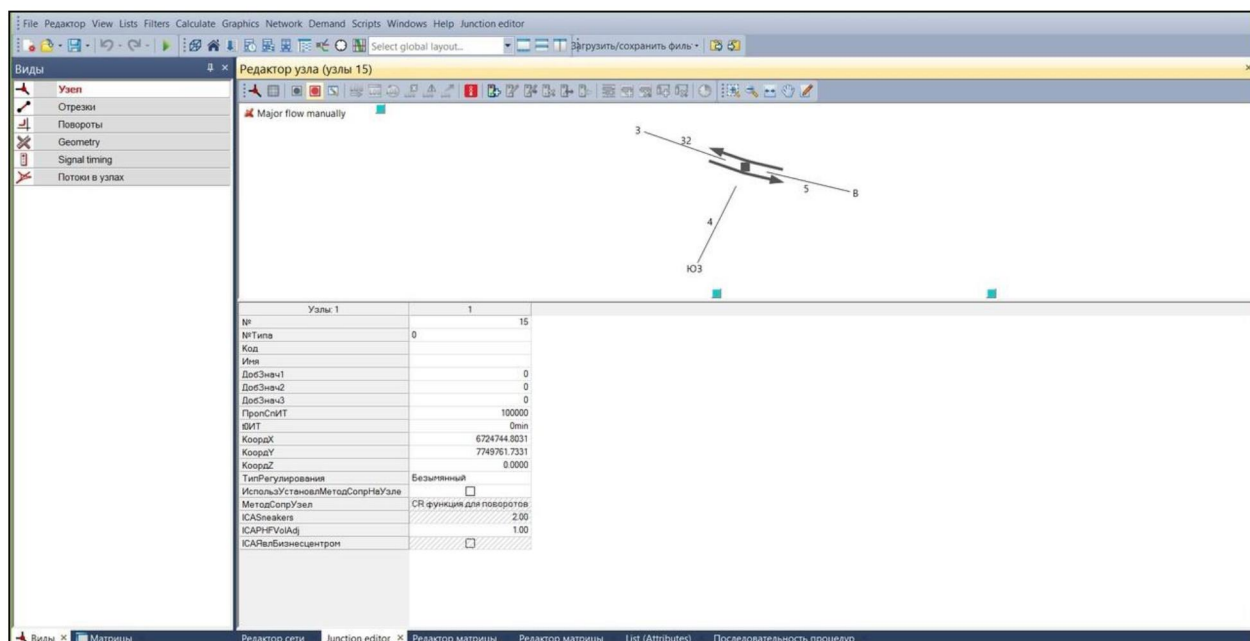 File Редактор View Lists Filters Calculate Graphics Network Demand Scripts Windows Help Junction editor
Select global layout... Загрузить/сохранить филь
Виды
Редактор узла (узлы 15)
Узел
Отрезки
Повороты
Geometry
Signal timing
Потоки в узлах
Major flow manually
З
32
5
В
4
ЮЗ
Узлы: 1 1
№ 15
№Типа 0
Код
Имя
ДобЗнач1 0
ДобЗнач2 0
ДобЗнач3 0
ПропСпИТ 100000
t0ИТ 0min
КоордX 6724744.8031
КоордY 7749761.7331
КоордZ 0.0000
ТипРегулирования Безымянный
ИспользУстановлМетодСопрНаУзле
МетодСопрУзел CR функция для поворотов
ICASneakers 2.00
ICAPHFVolAdj 1.00
ICAЯвлБизнесцентром
Виды Матрицы Редактор сети Junction editor Редактор матрицы Редактор матрицы List (Attributes) Последовательность процедур